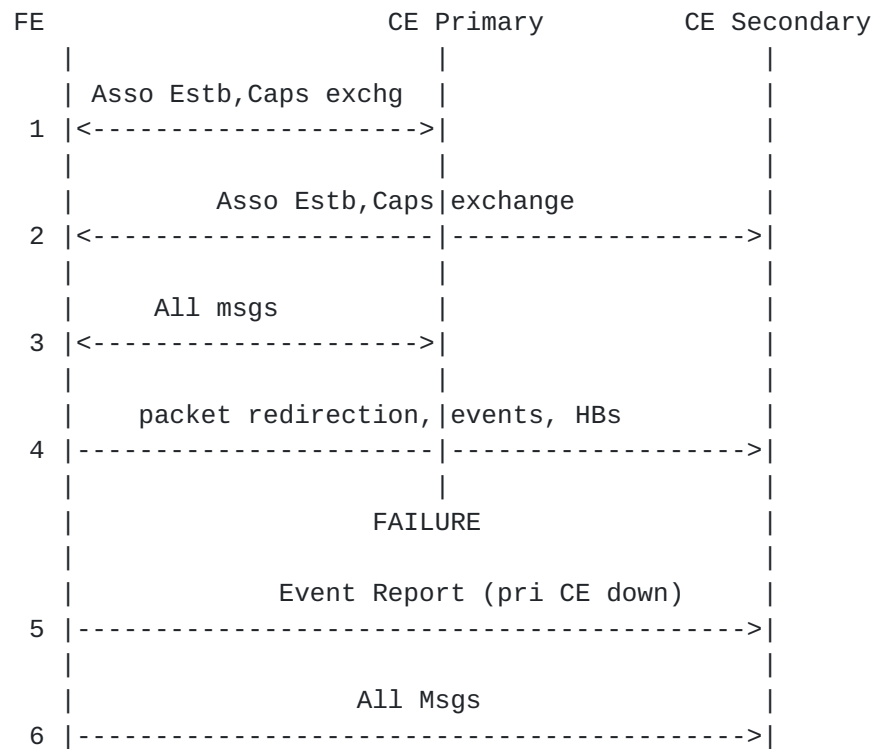 FE CE Primary CE Secondary
Asso Estb,Caps exchg
1
Asso Estb,Caps exchange
2
All msgs
3
packet redirection, events, HBs
4
FAILURE
Event Report (pri CE down)
5
All Msgs
6